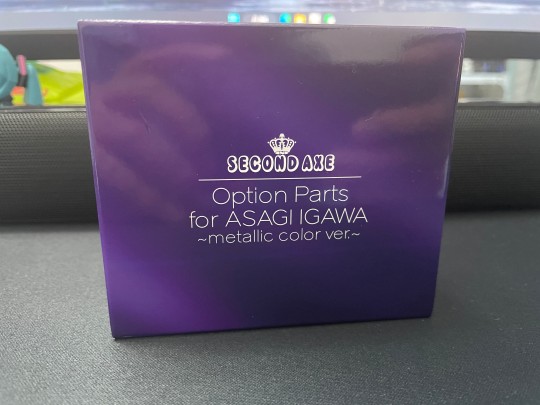 SECOND AXE
Option Parts
for ASAGI IGAWA
~metallic color ver.~